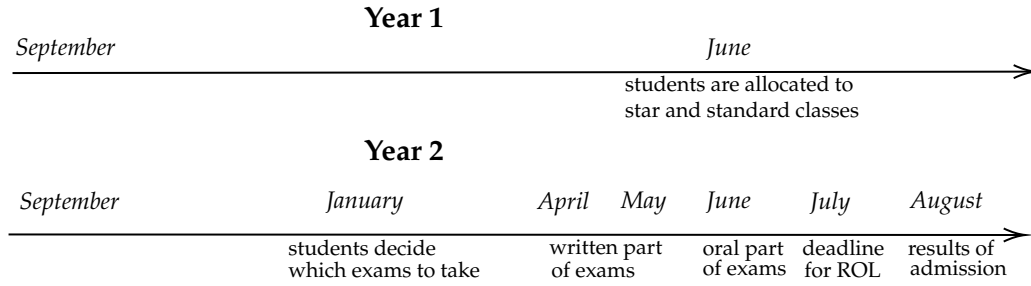 Year 1
September June
students are allocated to
star and standard classes
Year 2
September January April May June July August
students decide written part oral part deadline results of
which exams to take of exams of exams for ROL admission